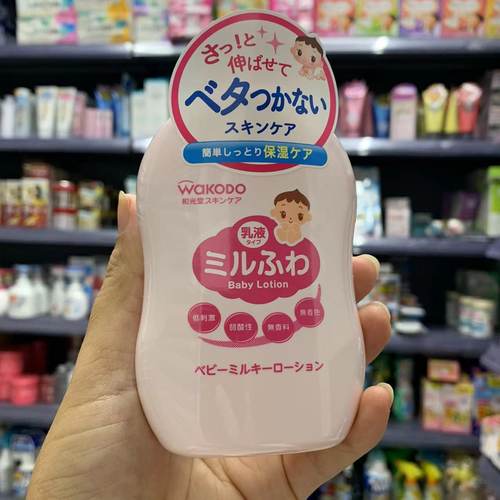 さっ!と
伸ばせて
ベタつかない
スキンケア
簡単しっとり保湿ケア
WAKODO
和光堂スキンケア
乳液
タイプ
ミルふわ
Baby Lotion
低刺激
弱酸性
無香料
無着色
ベビーミルキーローション